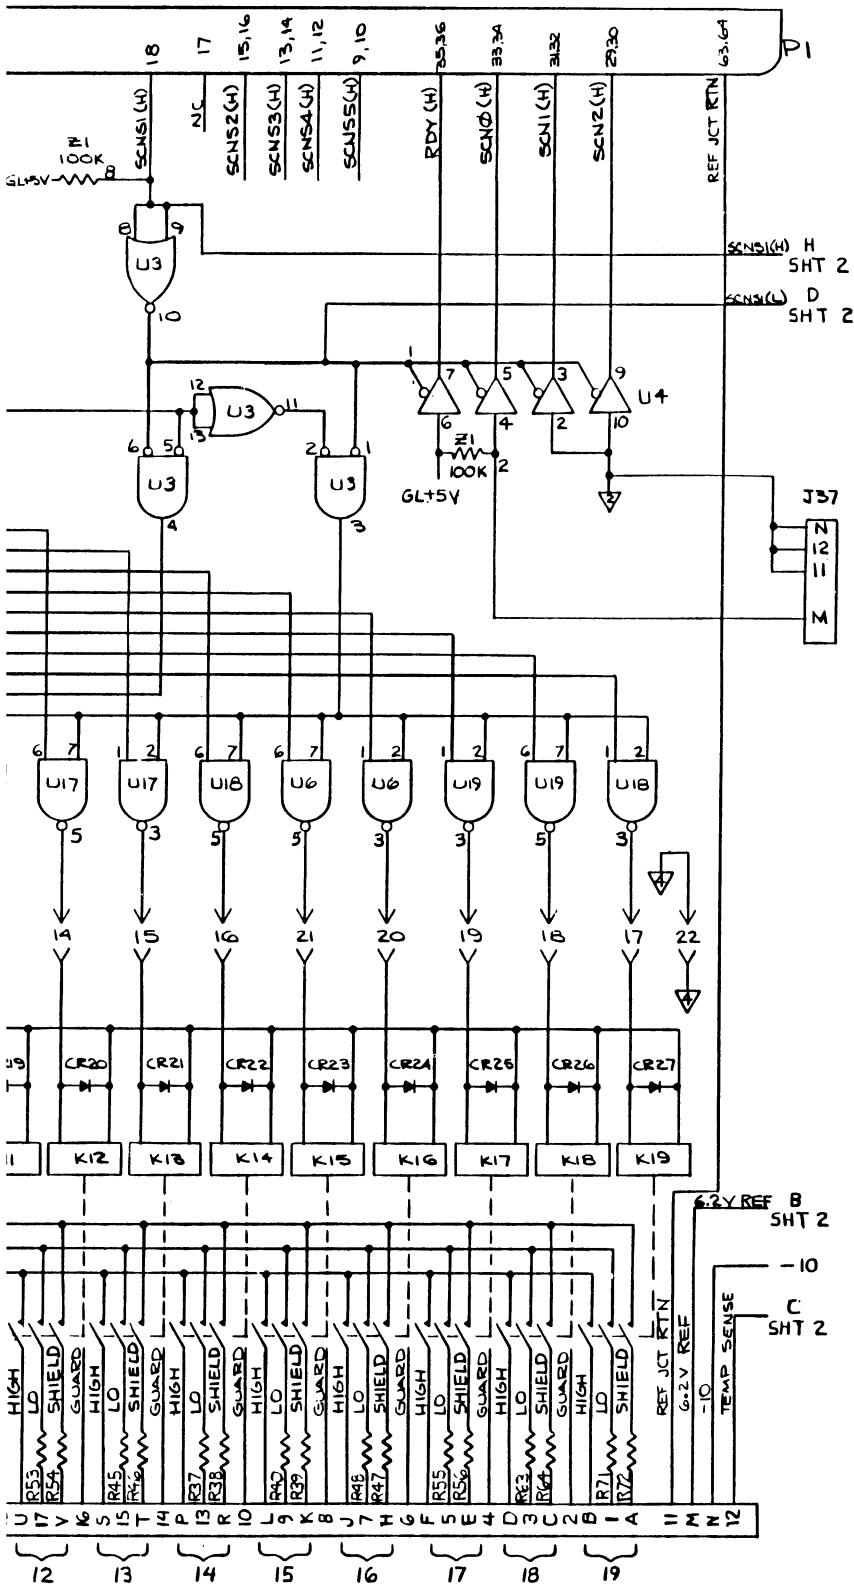 18 17 15,16 13,14 11,12 9,10 35,36 33,34 31,32 29,30 63,64 P1
SCNS1(H) NC SCNS2(H) SCNS3(H) SCNS4(H) SCNS5(H) RDY(H) SCNØ(H) SCN1(H) SCN2(H) REF JCT RTN
Z1
100K
GL+5V 8
8 9
U3
10
SCNS1(H) H
SHT 2
SCNS1(L) D
SHT 2
1
7 5 3 9
U4
6 4 2 10
12
U3 11
13
6 5 2 1
U3 U3
4 3
Z1
100K 2
GL+5V
2
J37
N
12
11
M
6 7 1 2 6 7 6 7 1 2 1 2 6 7 1 2
U17 U17 U18 U6 U6 U19 U19 U18
5 3 5 5 3 3 5 3
4
14 15 16 21 20 19 18 17 22
4
CR20 CR21 CR22 CR23 CR24 CR25 CR26 CR27
K12 K13 K14 K15 K16 K17 K18 K19
6.2V REF B
SHT 2
-10
C
SHT 2
HIGH LO SHIELD GUARD HIGH LO SHIELD GUARD HIGH LO SHIELD GUARD HIGH LO SHIELD GUARD HIGH LO SHIELD GUARD HIGH LO SHIELD GUARD HIGH LO SHIELD GUARD HIGH LO SHIELD REF JCT RTN 6.2V REF -10 TEMP SENSE
R53 R54 R45 R46 R37 R38 R40 R39 R48 R47 R55 R56 R63 R64 R71 R72
U 17 V 16 S 15 T 14 P 13 R 10 L 9 K 8 J 7 H 6 F 5 E 4 D 3 C 2 B 1 A 11 M N 12
12 13 14 15 16 17 18 19